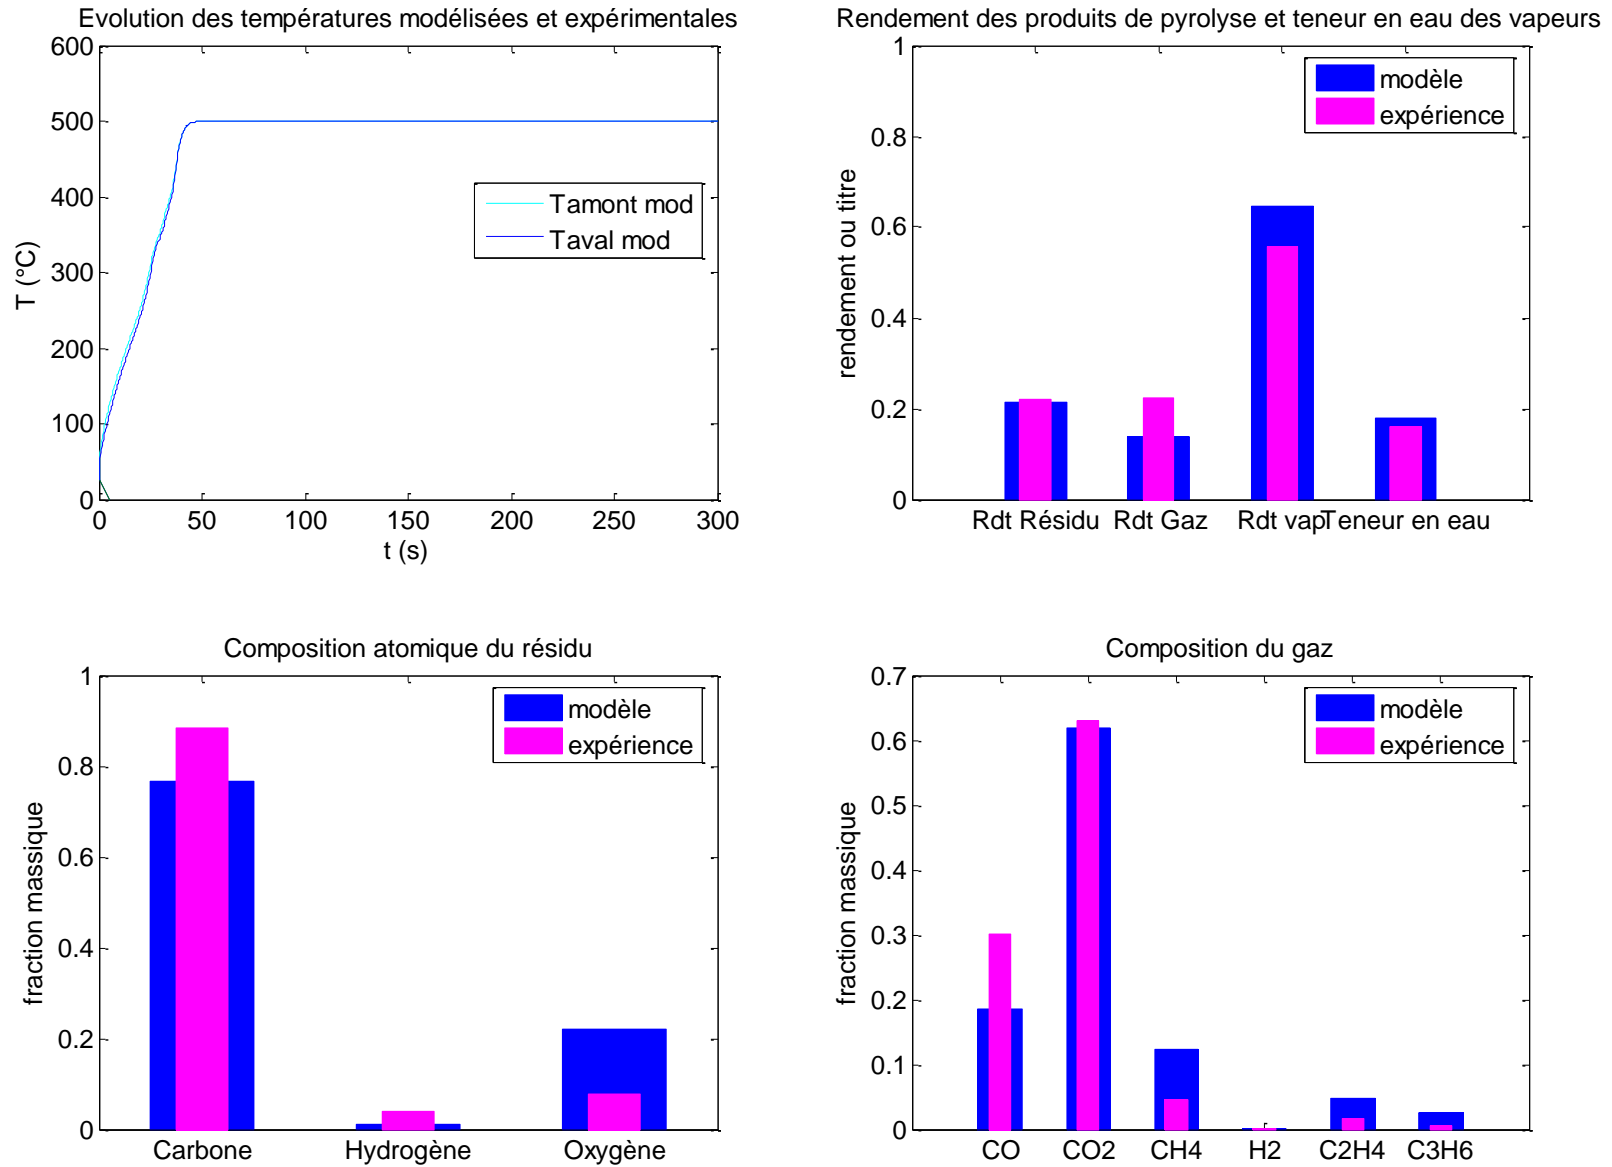 Evolution des températures modélisées et expérimentales
600
500
400
300
200
100
0
T (°C)
Tamont mod
Taval mod
0 50 100 150 200 250 300
t (s)
Rendement des produits de pyrolyse et teneur en eau des vapeurs
1
0.8
0.6
0.4
0.2
0
rendement ou titre
modèle
expérience
Rdt Résidu Rdt Gaz Rdt vap Teneur en eau
Composition atomique du résidu
1
0.8
0.6
0.4
0.2
0
fraction massique
modèle
expérience
Carbone Hydrogène Oxygène
Composition du gaz
0.7
0.6
0.5
0.4
0.3
0.2
0.1
0
fraction massique
modèle
expérience
CO CO2 CH4 H2 C2H4 C3H6